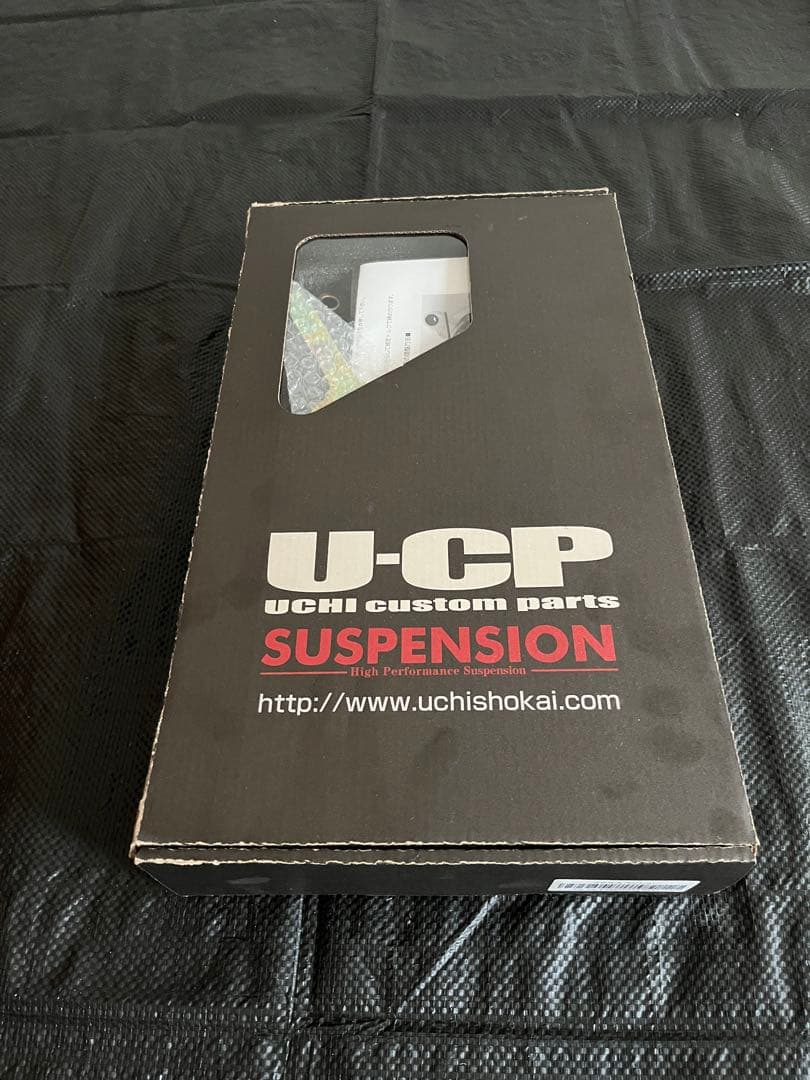 U-CP
UCHI custom parts
SUSPENSION
High Performance Suspension
http://www.uchishokai.com